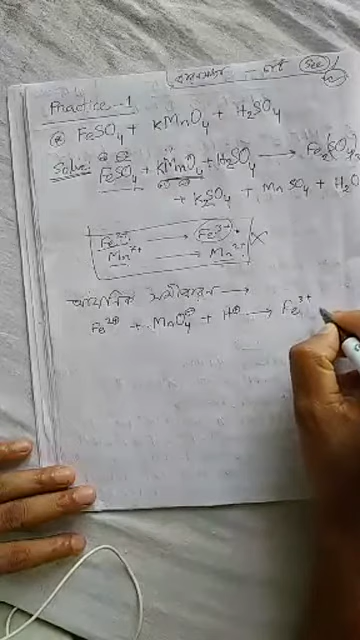 Practice-1
FeSO4 + KMnO4 + H2SO4
Solve: FeSO4 + KMnO4 + H2SO4 → Fe2(SO4)3
+ K2SO4 + MnSO4 + H2O
Fe2+ → Fe3+
Mn7+ → Mn2+ ×
আয়নিক সমীকরণ →
Fe2⊕ + MnO4⊖ + H⊕ → Fe3+